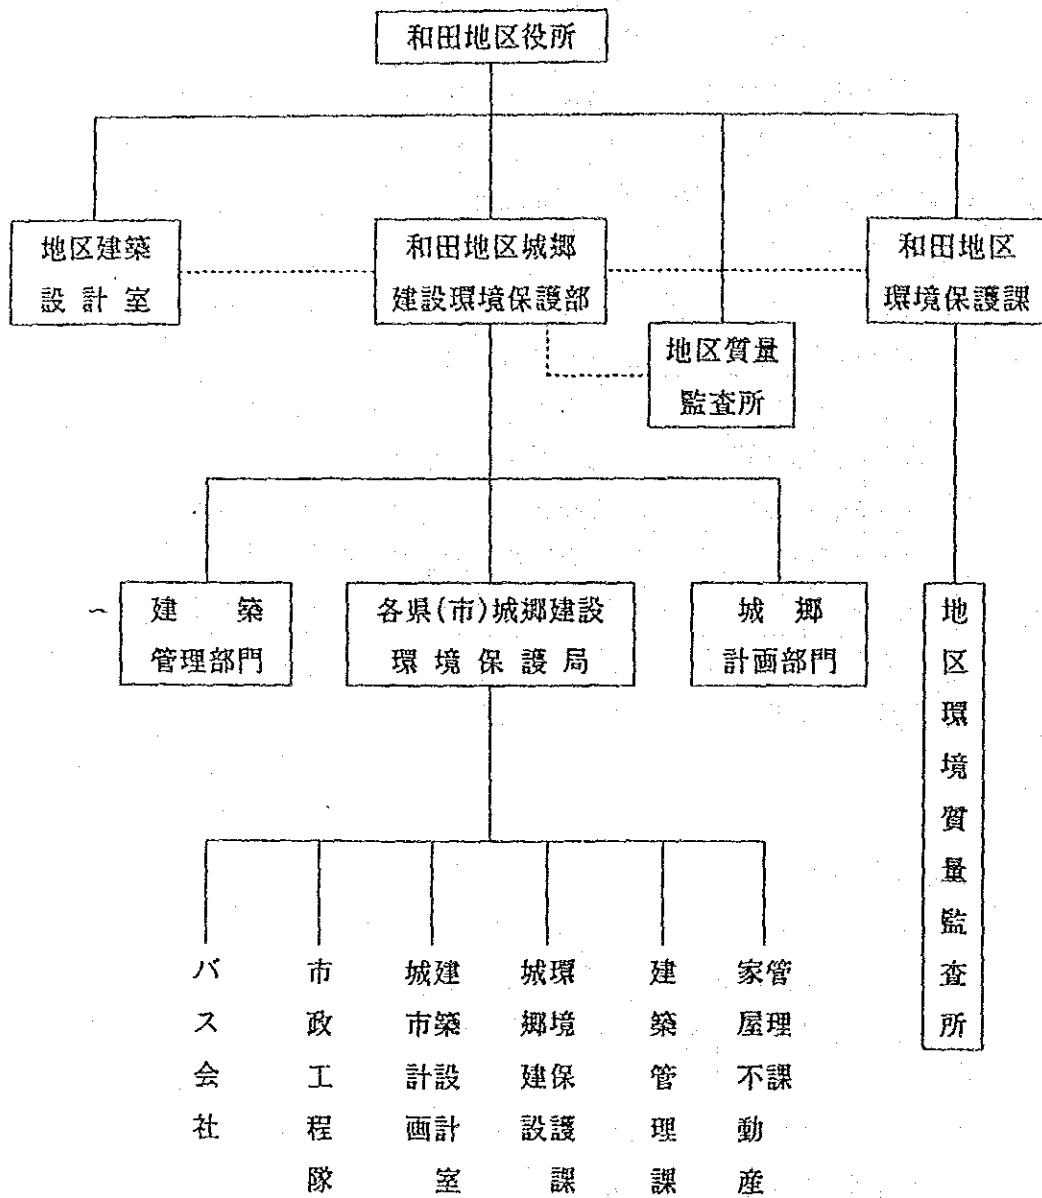 和田地区役所
地区建築
設計室
和田地区城郷
建設環境保護部
和田地区
環境保護課
地区質量
監査所
建築
管理部門
各県(市)城郷建設
環境保護局
城郷
計画部門
地区環境質量監査所
バス会社
市政工程隊
城市計画
建築設計室
城郷建設
環境保護課
建築管理課
家屋不動産
管理課